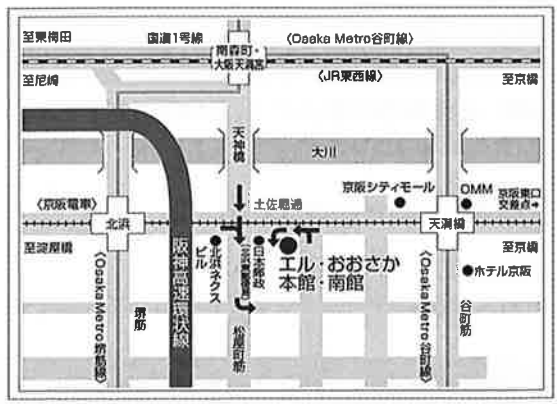 至東梅田
国道1号線
南森町・
大阪天満宮
〈Osaka Metro谷町線〉
至尼崎
〈JR東西線〉
至京橋
天神橋
大川
京阪シティモール
OMM
京阪東口
交差点
〈京阪電車〉
北浜
土佐堀通
天満橋
至淀屋橋
阪神高速環状線
北浜ネクス
ビル
日本郵政
エル・おおさか
本館・南館
至京橋
ホテル京阪
〈Osaka Metro堺筋線〉
堺筋
松屋町筋
〈Osaka Metro谷町線〉
谷町筋